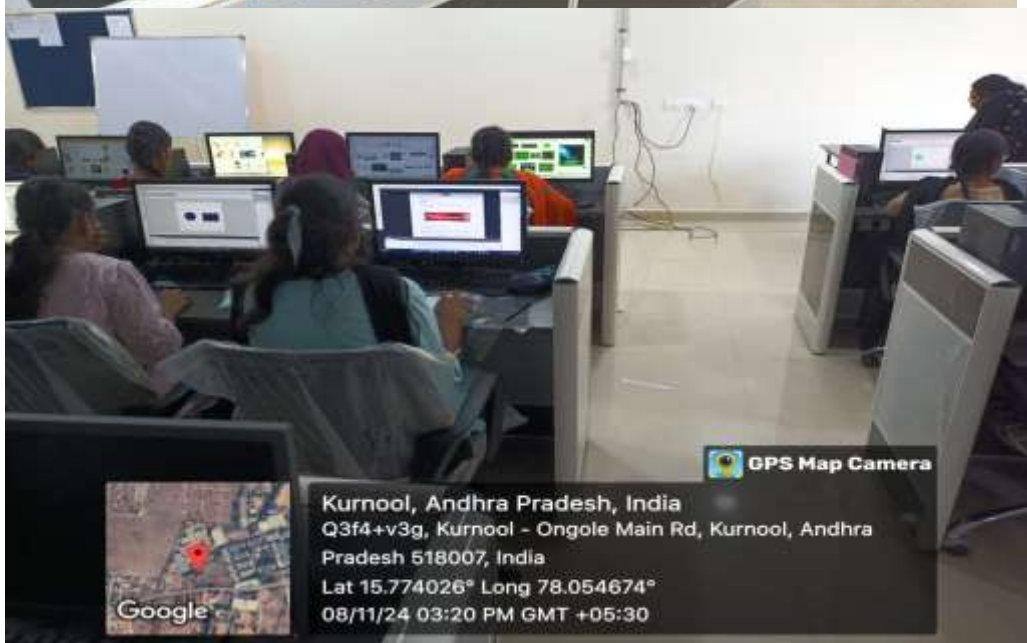 GPS Map Camera
Kurnool, Andhra Pradesh, India
Q3f4+v3g, Kurnool - Ongole Main Rd, Kurnool, Andhra
Pradesh 518007, India
Lat 15.774026° Long 78.054674°
08/11/24 03:20 PM GMT +05:30
Google